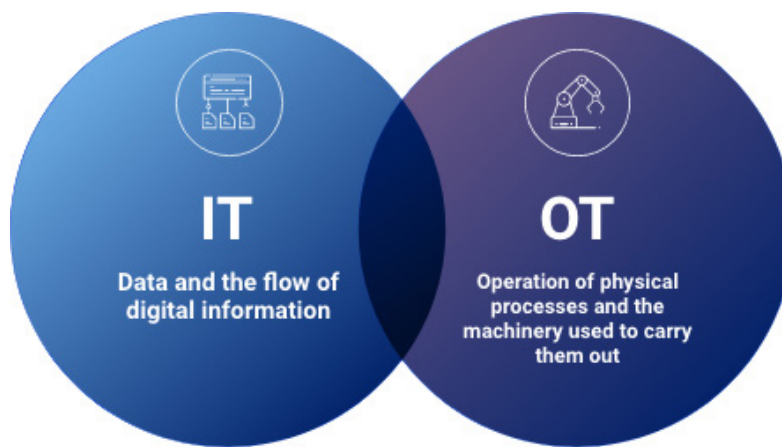 IT
Data and the flow of
digital information
OT
Operation of physical
processes and the
machinery used to carry
them out